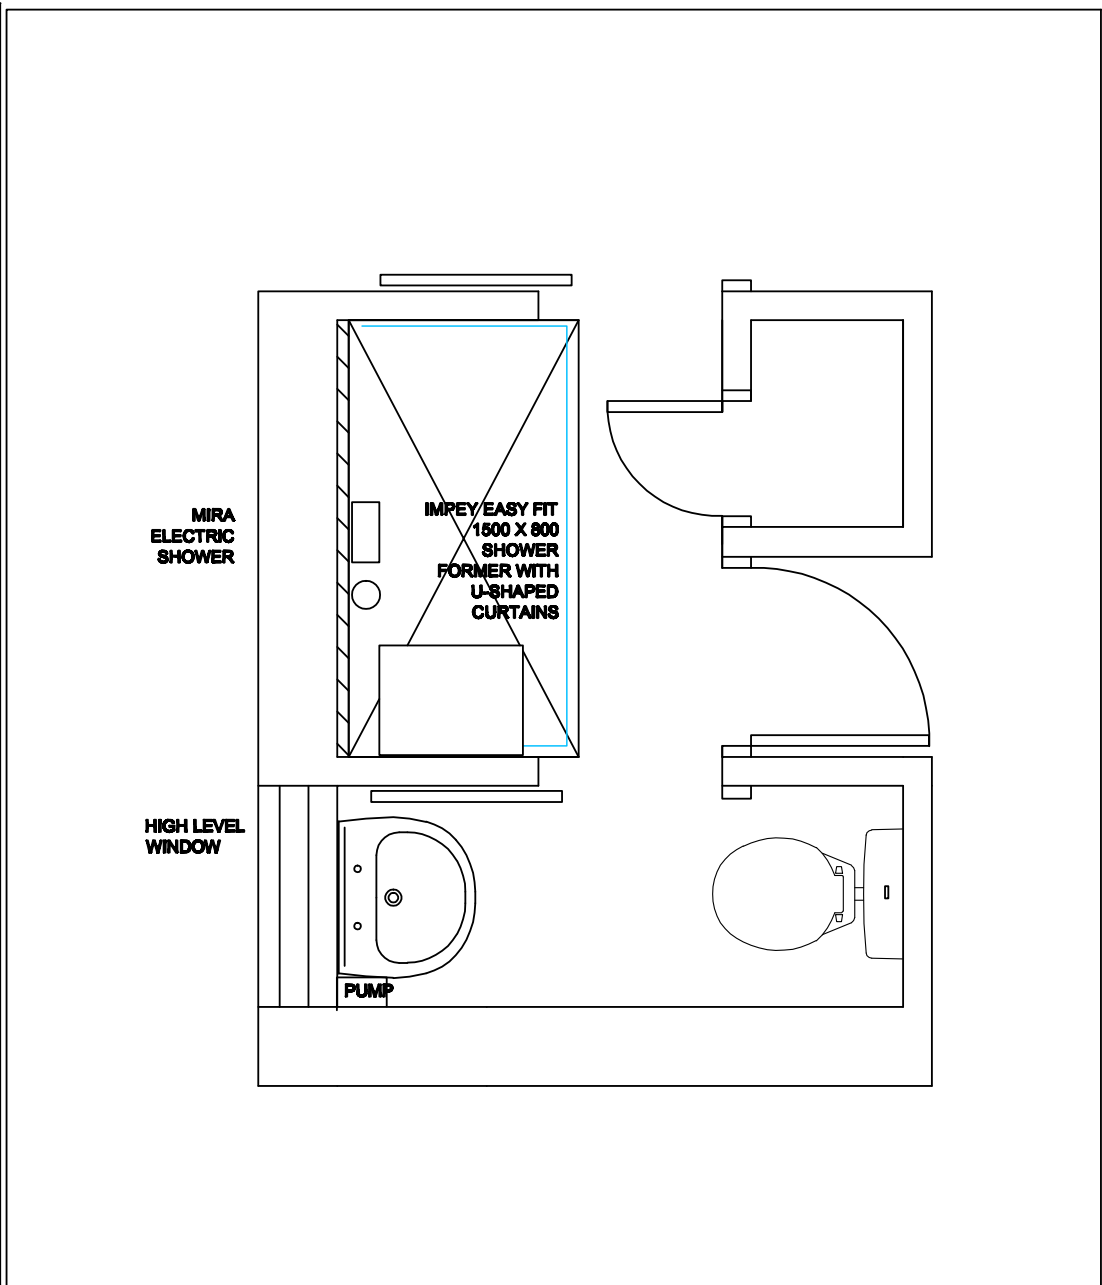 MIRA
ELECTRIC
SHOWER
IMPEY EASY FIT
1500 X 800
SHOWER
FORMER WITH
U-SHAPED
CURTAINS
HIGH LEVEL
WINDOW
PUMP